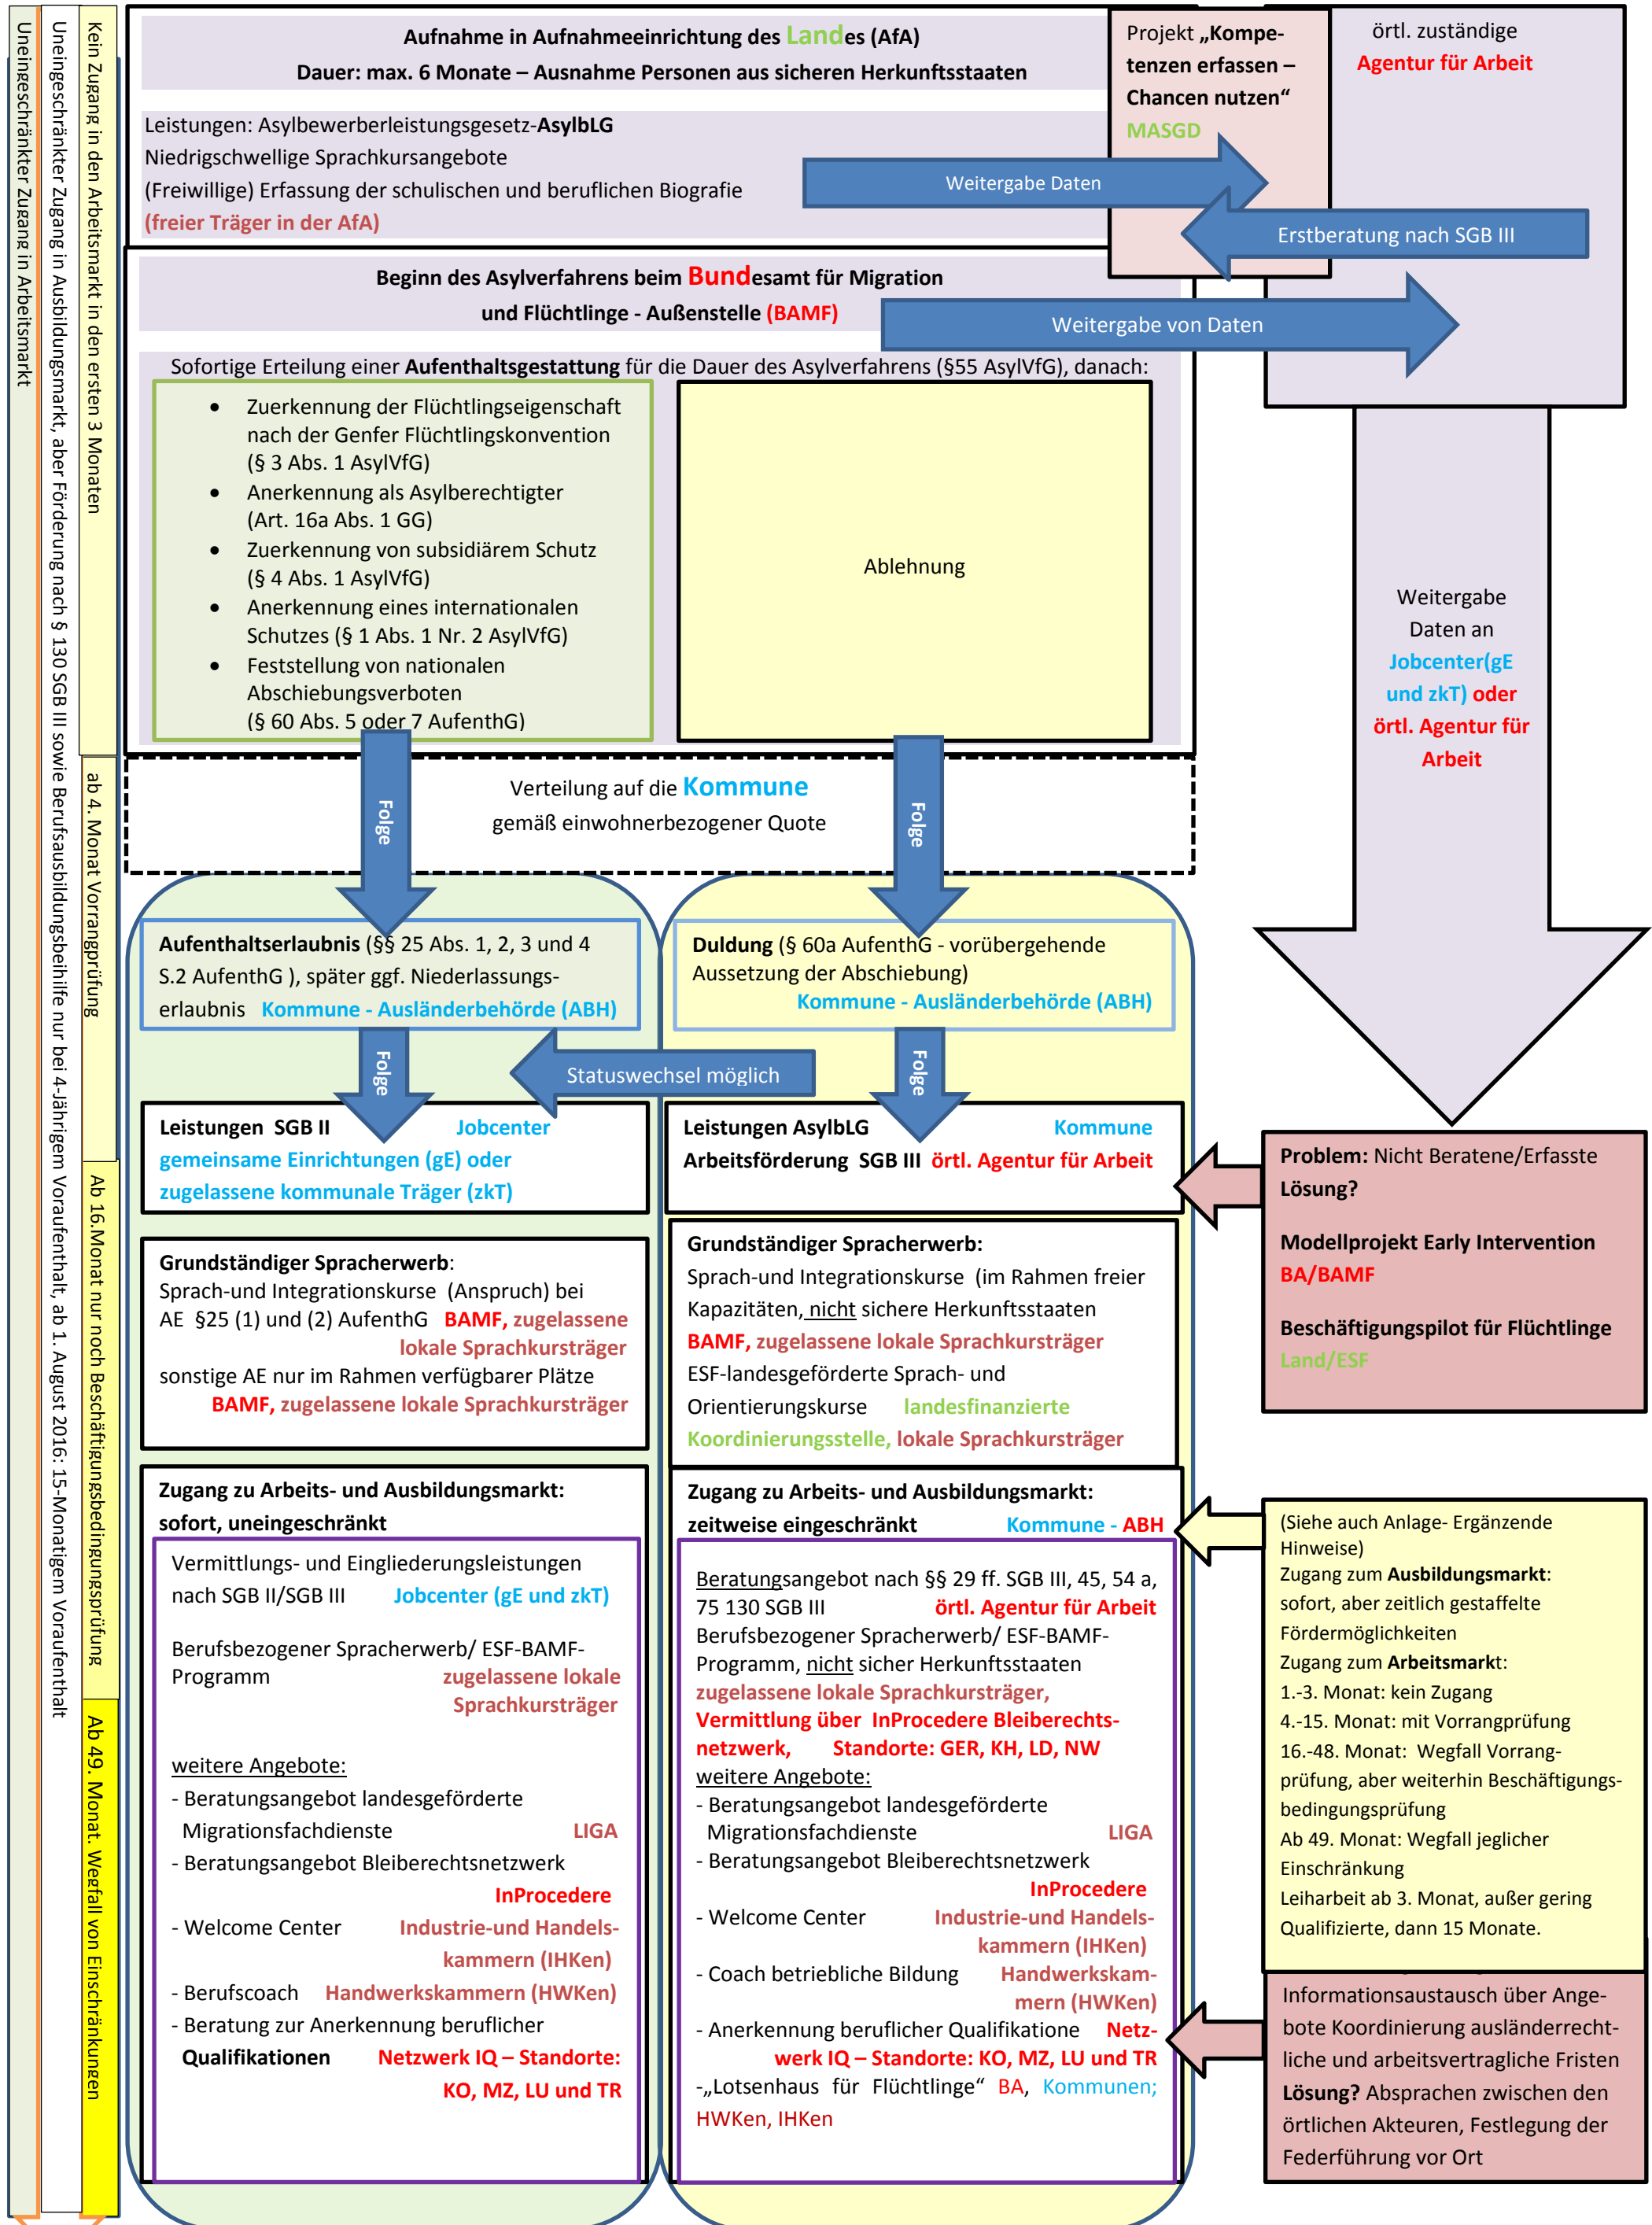 Uneingeschränkter Zugang in Arbeitsmarkt
Uneingeschränkter Zugang in Ausbildungsmarkt, aber Förderung nach § 130 SGB III sowie Berufsausbildungsbeihilfe nur bei 4-Jährigem Voraufenthalt, ab 1. August 2016: 15-Monatigem Voraufenthalt
Kein Zugang in den Arbeitsmarkt in den ersten 3 Monaten
ab 4. Monat Vorrangprüfung
Ab 16.Monat nur noch Beschäftigungsbedingungsprüfung
Ab 49. Monat. Wegfall von Einschränkungen
Aufnahme in Aufnahmeeinrichtung des Landes (AfA)
Dauer: max. 6 Monate – Ausnahme Personen aus sicheren Herkunftsstaaten
Leistungen: Asylbewerberleistungsgesetz-AsylbLG
Niedrigschwellige Sprachkursangebote
(Freiwillige) Erfassung der schulischen und beruflichen Biografie
(freier Träger in der AfA)
Weitergabe Daten
Projekt „Kompe-
tenzen erfassen –
Chancen nutzen“
MASGD
örtl. zuständige
Agentur für Arbeit
Erstberatung nach SGB III
Beginn des Asylverfahrens beim Bundesamt für Migration
und Flüchtlinge - Außenstelle (BAMF)
Weitergabe von Daten
Sofortige Erteilung einer Aufenthaltsgestattung für die Dauer des Asylverfahrens (§55 AsylVfG), danach:
• Zuerkennung der Flüchtlingseigenschaft
nach der Genfer Flüchtlingskonvention
(§ 3 Abs. 1 AsylVfG)
• Anerkennung als Asylberechtigter
(Art. 16a Abs. 1 GG)
• Zuerkennung von subsidiärem Schutz
(§ 4 Abs. 1 AsylVfG)
• Anerkennung eines internationalen
Schutzes (§ 1 Abs. 1 Nr. 2 AsylVfG)
• Feststellung von nationalen
Abschiebungsverboten
(§ 60 Abs. 5 oder 7 AufenthG)
Ablehnung
Weitergabe
Daten an
Jobcenter(gE
und zkT) oder
örtl. Agentur für
Arbeit
Folge
Verteilung auf die Kommune
gemäß einwohnerbezogener Quote
Folge
Aufenthaltserlaubnis (§§ 25 Abs. 1, 2, 3 und 4
S.2 AufenthG ), später ggf. Niederlassungs-
erlaubnis Kommune - Ausländerbehörde (ABH)
Duldung (§ 60a AufenthG - vorübergehende
Aussetzung der Abschiebung)
Kommune - Ausländerbehörde (ABH)
Folge
Statuswechsel möglich
Folge
Leistungen SGB II Jobcenter
gemeinsame Einrichtungen (gE) oder
zugelassene kommunale Träger (zkT)
Leistungen AsylbLG Kommune
Arbeitsförderung SGB III örtl. Agentur für Arbeit
Problem: Nicht Beratene/Erfasste
Lösung?
Modellprojekt Early Intervention
BA/BAMF
Beschäftigungspilot für Flüchtlinge
Land/ESF
Grundständiger Spracherwerb:
Sprach-und Integrationskurse (Anspruch) bei
AE §25 (1) und (2) AufenthG BAMF, zugelassene
lokale Sprachkursträger
sonstige AE nur im Rahmen verfügbarer Plätze
BAMF, zugelassene lokale Sprachkursträger
Grundständiger Spracherwerb:
Sprach-und Integrationskurse (im Rahmen freier
Kapazitäten, nicht sichere Herkunftsstaaten
BAMF, zugelassene lokale Sprachkursträger
ESF-landesgeförderte Sprach- und
Orientierungskurse landesfinanzierte
Koordinierungsstelle, lokale Sprachkursträger
Zugang zu Arbeits- und Ausbildungsmarkt:
sofort, uneingeschränkt
Vermittlungs- und Eingliederungsleistungen
nach SGB II/SGB III Jobcenter (gE und zkT)
Berufsbezogener Spracherwerb/ ESF-BAMF-
Programm zugelassene lokale
Sprachkursträger
weitere Angebote:
- Beratungsangebot landesgeförderte
Migrationsfachdienste LIGA
- Beratungsangebot Bleiberechtsnetzwerk
InProcedere
- Welcome Center Industrie-und Handels-
kammern (IHKen)
- Berufscoach Handwerkskammern (HWKen)
- Beratung zur Anerkennung beruflicher
Qualifikationen Netzwerk IQ – Standorte:
KO, MZ, LU und TR
Zugang zu Arbeits- und Ausbildungsmarkt:
zeitweise eingeschränkt Kommune - ABH
Beratungsangebot nach §§ 29 ff. SGB III, 45, 54 a,
75 130 SGB III örtl. Agentur für Arbeit
Berufsbezogener Spracherwerb/ ESF-BAMF-
Programm, nicht sicher Herkunftsstaaten
zugelassene lokale Sprachkursträger,
Vermittlung über InProcedere Bleiberechts-
netzwerk, Standorte: GER, KH, LD, NW
weitere Angebote:
- Beratungsangebot landesgeförderte
Migrationsfachdienste LIGA
- Beratungsangebot Bleiberechtsnetzwerk
InProcedere
- Welcome Center Industrie-und Handels-
kammern (IHKen)
- Coach betriebliche Bildung Handwerkskam-
mern (HWKen)
- Anerkennung beruflicher Qualifikatione Netz-
werk IQ – Standorte: KO, MZ, LU und TR
-„Lotsenhaus für Flüchtlinge“ BA, Kommunen;
HWKen, IHKen
(Siehe auch Anlage- Ergänzende
Hinweise)
Zugang zum Ausbildungsmarkt:
sofort, aber zeitlich gestaffelte
Fördermöglichkeiten
Zugang zum Arbeitsmarkt:
1.-3. Monat: kein Zugang
4.-15. Monat: mit Vorrangprüfung
16.-48. Monat: Wegfall Vorrang-
prüfung, aber weiterhin Beschäftigungs-
bedingungsprüfung
Ab 49. Monat: Wegfall jeglicher
Einschränkung
Leiharbeit ab 3. Monat, außer gering
Qualifizierte, dann 15 Monate.
Informationsaustausch über Ange-
bote Koordinierung ausländerrecht-
liche und arbeitsvertragliche Fristen
Lösung? Absprachen zwischen den
örtlichen Akteuren, Festlegung der
Federführung vor Ort